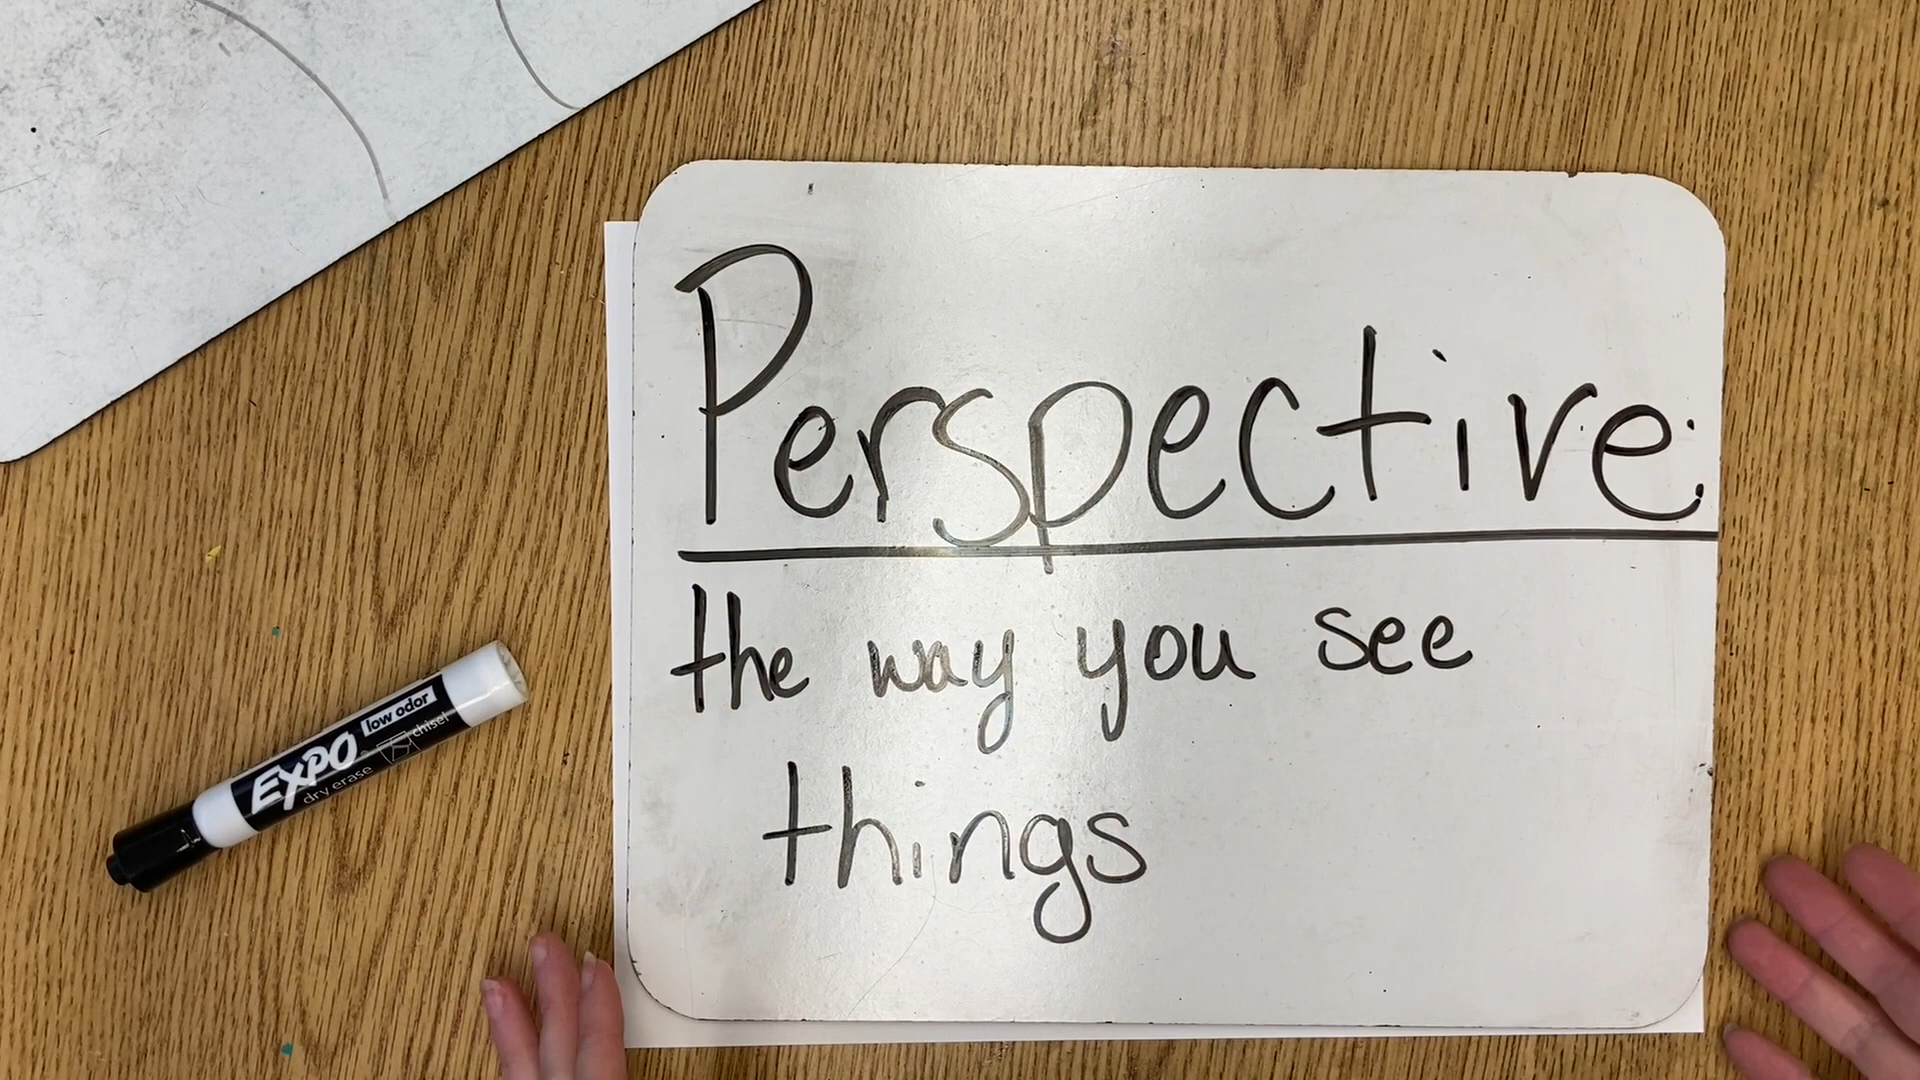 Perspective:
the way you see
things
EXPO
low odor
dry erase
chisel